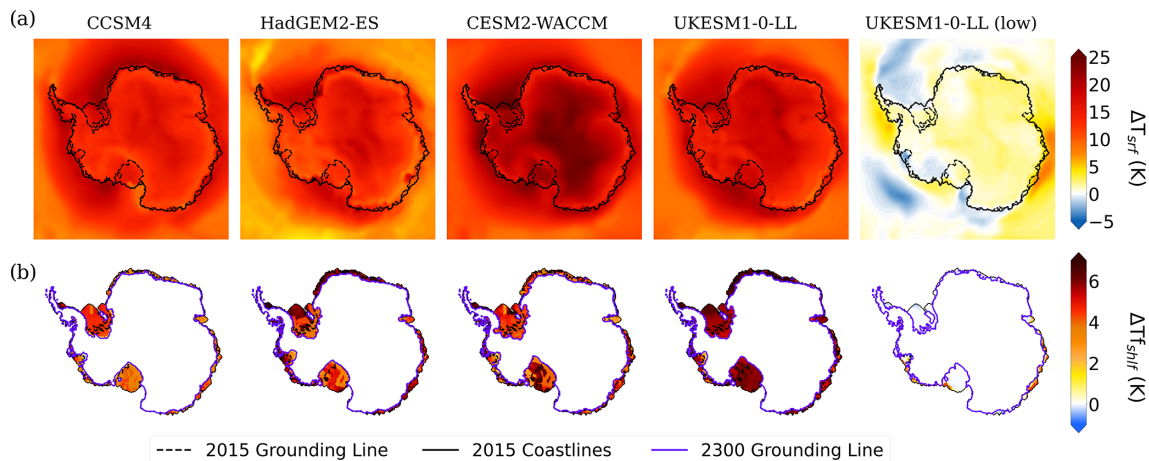 (a)
CCSM4
HadGEM2-ES
CESM2-WACCM
UKESM1-0-LL
UKESM1-0-LL (low)
25
20
15
10
5
0
−5
ΔT_srf (K)
(b)
6
4
2
0
ΔTf_shlf (K)
2015 Grounding Line
2015 Coastlines
2300 Grounding Line